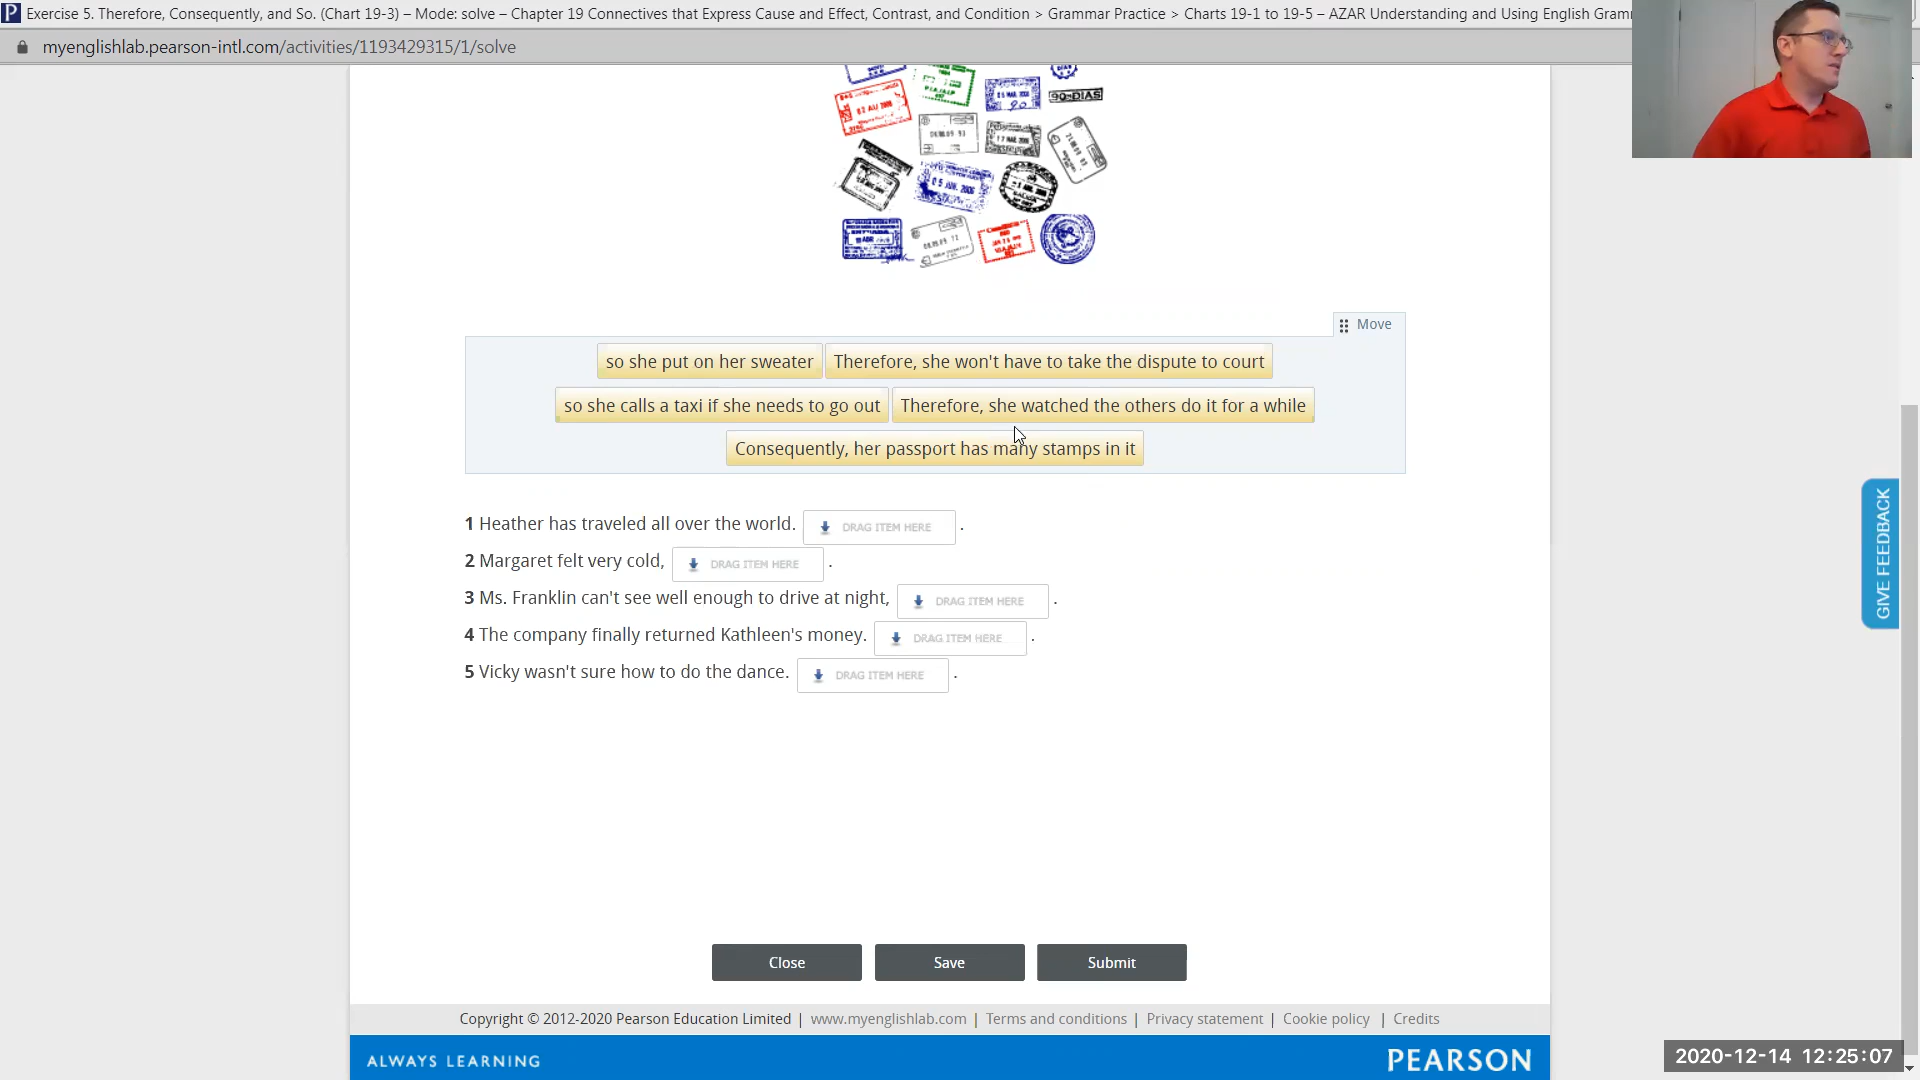 Exercise 5. Therefore, Consequently, and So. (Chart 19-3) – Mode: solve – Chapter 19 Connectives that Express Cause and Effect, Contrast, and Condition > Grammar Practice > Charts 19-1 to 19-5 – AZAR Understanding and Using English Gram
myenglishlab.pearson-intl.com/activities/1193429315/1/solve
90-DIAS
Move
so she put on her sweater Therefore, she won't have to take the dispute to court
so she calls a taxi if she needs to go out Therefore, she watched the others do it for a while
Consequently, her passport has many stamps in it
1 Heather has traveled all over the world. DRAG ITEM HERE .
2 Margaret felt very cold, DRAG ITEM HERE .
3 Ms. Franklin can't see well enough to drive at night, DRAG ITEM HERE .
4 The company finally returned Kathleen's money. DRAG ITEM HERE .
5 Vicky wasn't sure how to do the dance. DRAG ITEM HERE .
GIVE FEEDBACK
Close Save Submit
Copyright © 2012-2020 Pearson Education Limited | www.myenglishlab.com | Terms and conditions | Privacy statement | Cookie policy | Credits
ALWAYS LEARNING PEARSON
2020-12-14 12:25:07